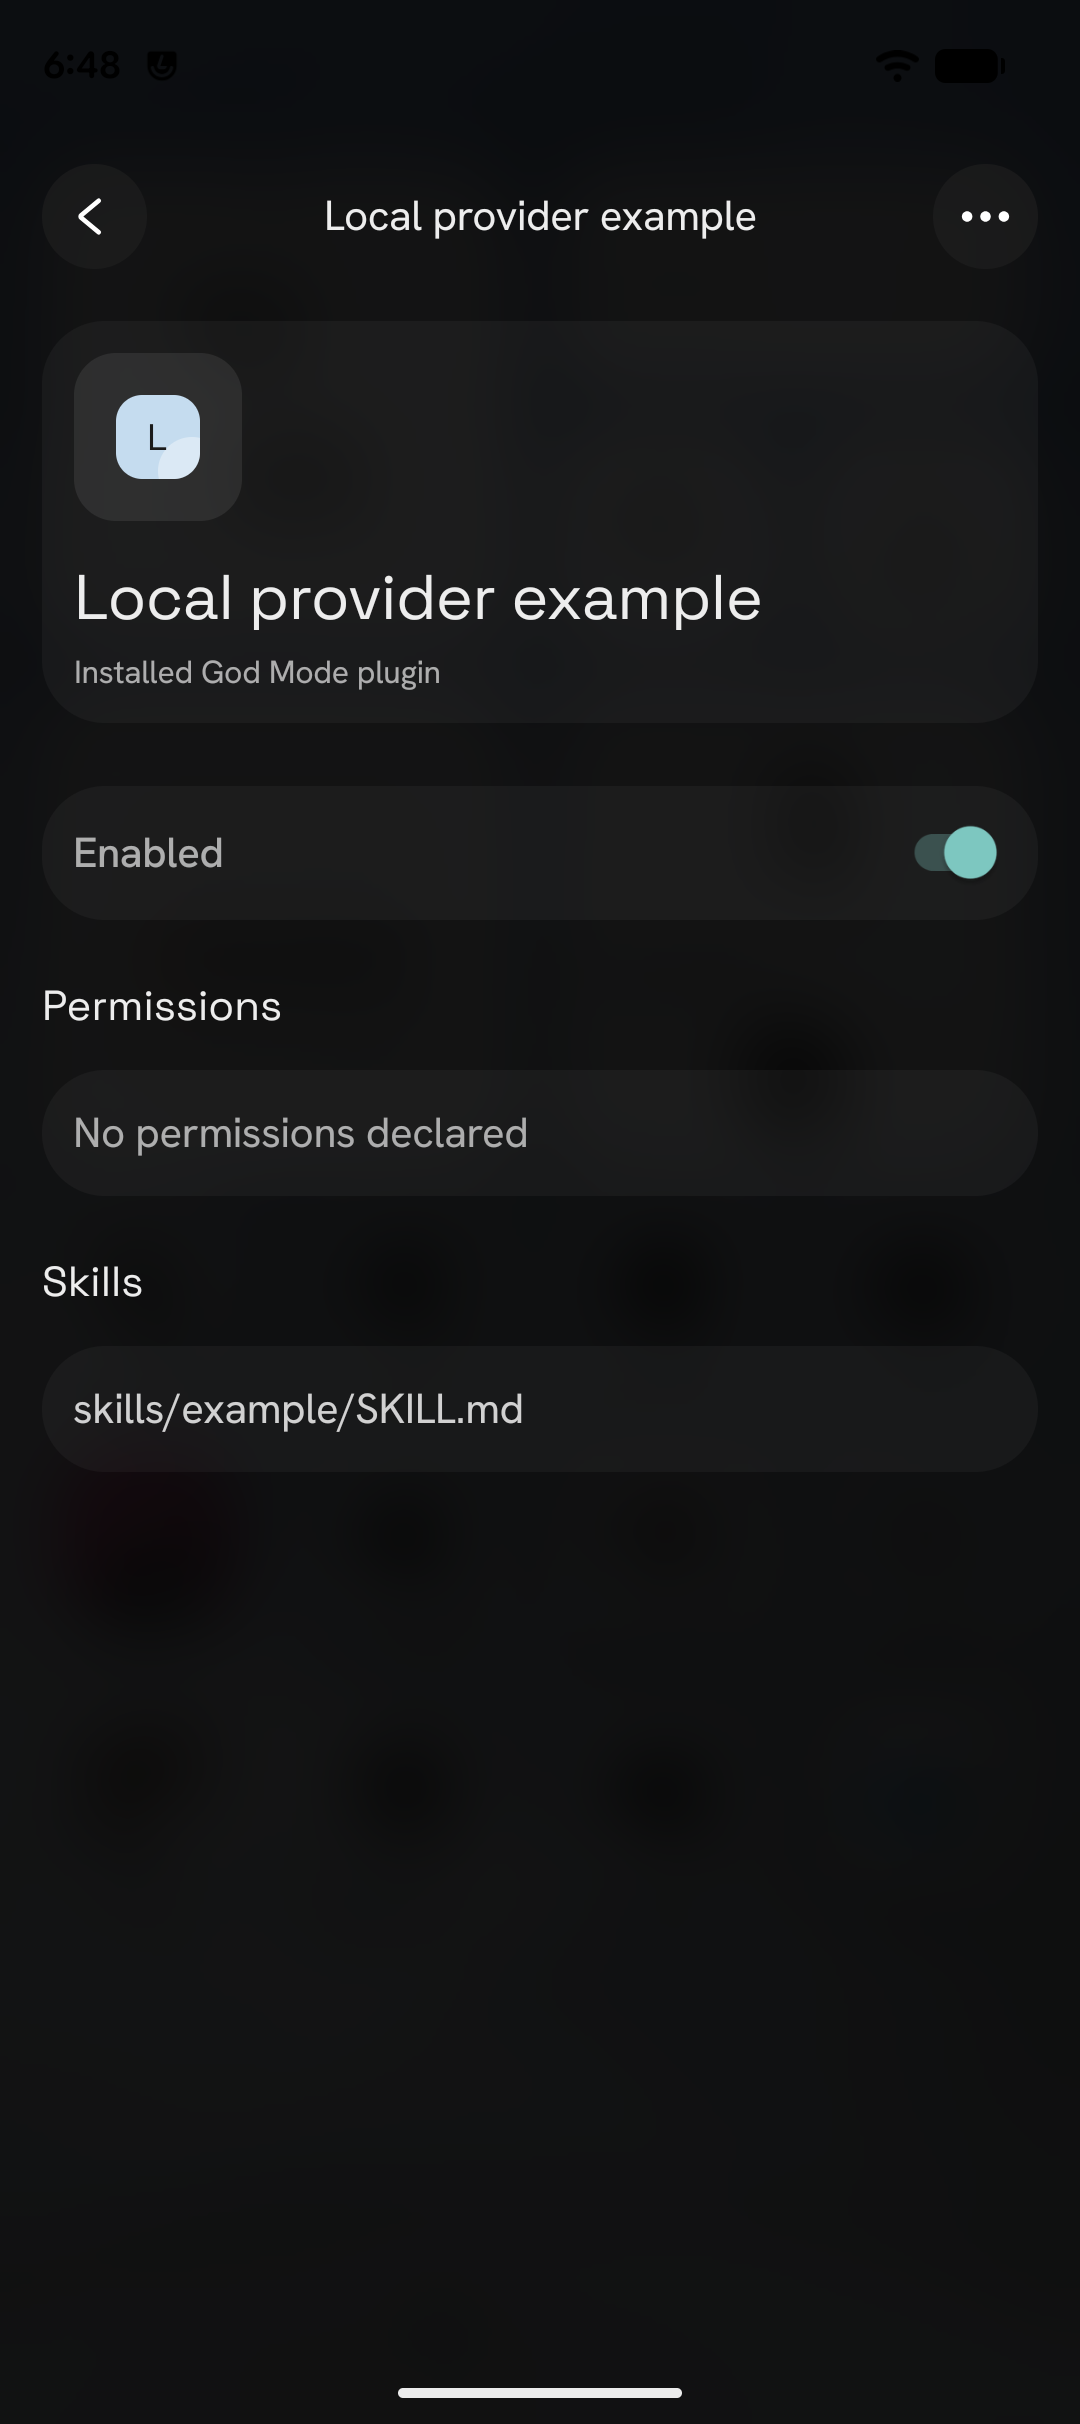 6:48
Local provider example
L
Local provider example
Installed God Mode plugin
Enabled
Permissions
No permissions declared
Skills
skills/example/SKILL.md